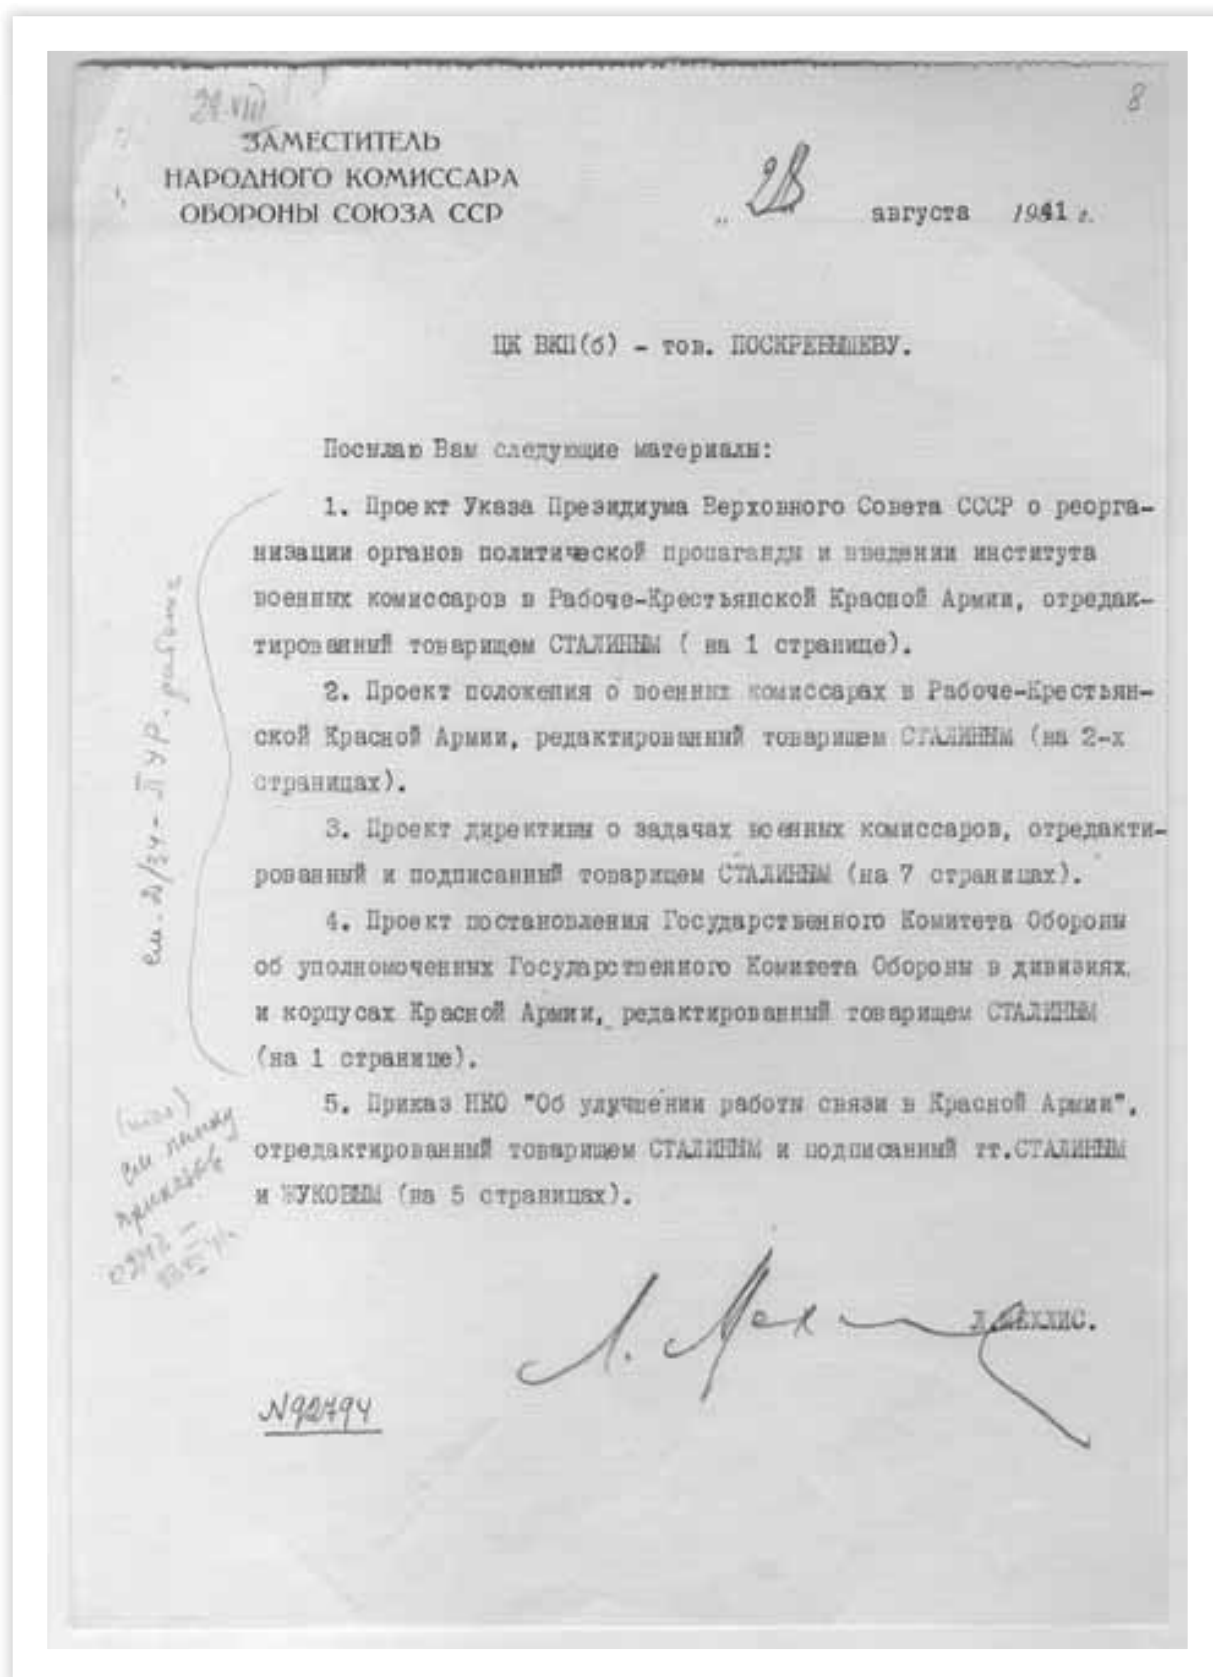 8
ЗАМЕСТИТЕЛЬ
НАРОДНОГО КОМИССАРА
ОБОРОНЫ СОЮЗА ССР
„ 28 августа 1941 г.
ЦК ВКП(б) - тов. ПОСКРЕБЫШЕВУ.
Посылаю Вам следующие материалы:
1. Проект Указа Президиума Верховного Совета СССР о реорга-
низации органов политической пропаганды и введении института
военных комиссаров в Рабоче-Крестьянской Красной Армии, отредак-
тированный товарищем СТАЛИНЫМ ( на 1 странице).
2. Проект положения о военных комиссарах в Рабоче-Крестьян-
ской Красной Армии, редактированный товарищем СТАЛИНЫМ (на 2-х
страницах).
3. Проект директивы о задачах военных комиссаров, отредакти-
рованный и подписанный товарищем СТАЛИНЫМ (на 7 страницах).
4. Проект постановления Государственного Комитета Обороны
об уполномоченных Государственного Комитета Обороны в дивизиях
и корпусах Красной Армии, редактированный товарищем СТАЛИНЫМ
(на 1 странице).
5. Приказ НКО "Об улучшении работы связи в Красной Армии",
отредактированный товарищем СТАЛИНЫМ и подписанный тт.СТАЛИНЫМ
и ЖУКОВЫМ (на 5 страницах).
см. ПУР
см. папку
приказов
Л. Мехлис
Л.МЕХЛИС.
№92794